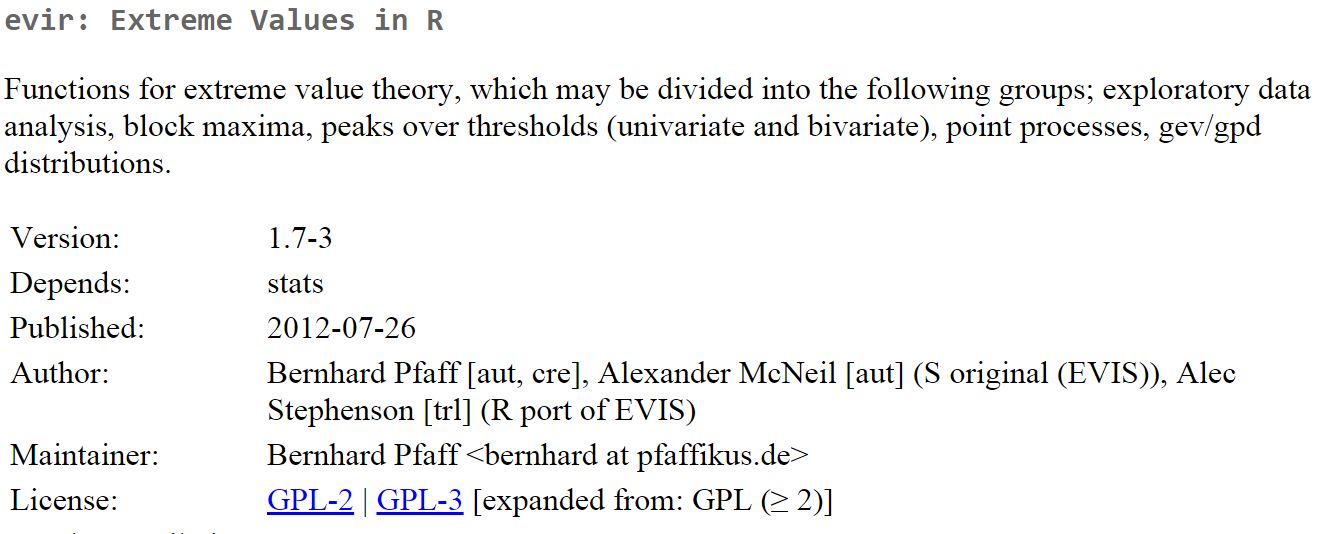 evir: Extreme Values in R
Functions for extreme value theory, which may be divided into the following groups; exploratory data
analysis, block maxima, peaks over thresholds (univariate and bivariate), point processes, gev/gpd
distributions.
Version: 1.7-3
Depends: stats
Published: 2012-07-26
Author: Bernhard Pfaff [aut, cre], Alexander McNeil [aut] (S original (EVIS)), Alec
Stephenson [trl] (R port of EVIS)
Maintainer: Bernhard Pfaff <bernhard at pfaffikus.de>
License: GPL-2 | GPL-3 [expanded from: GPL (≥ 2)]